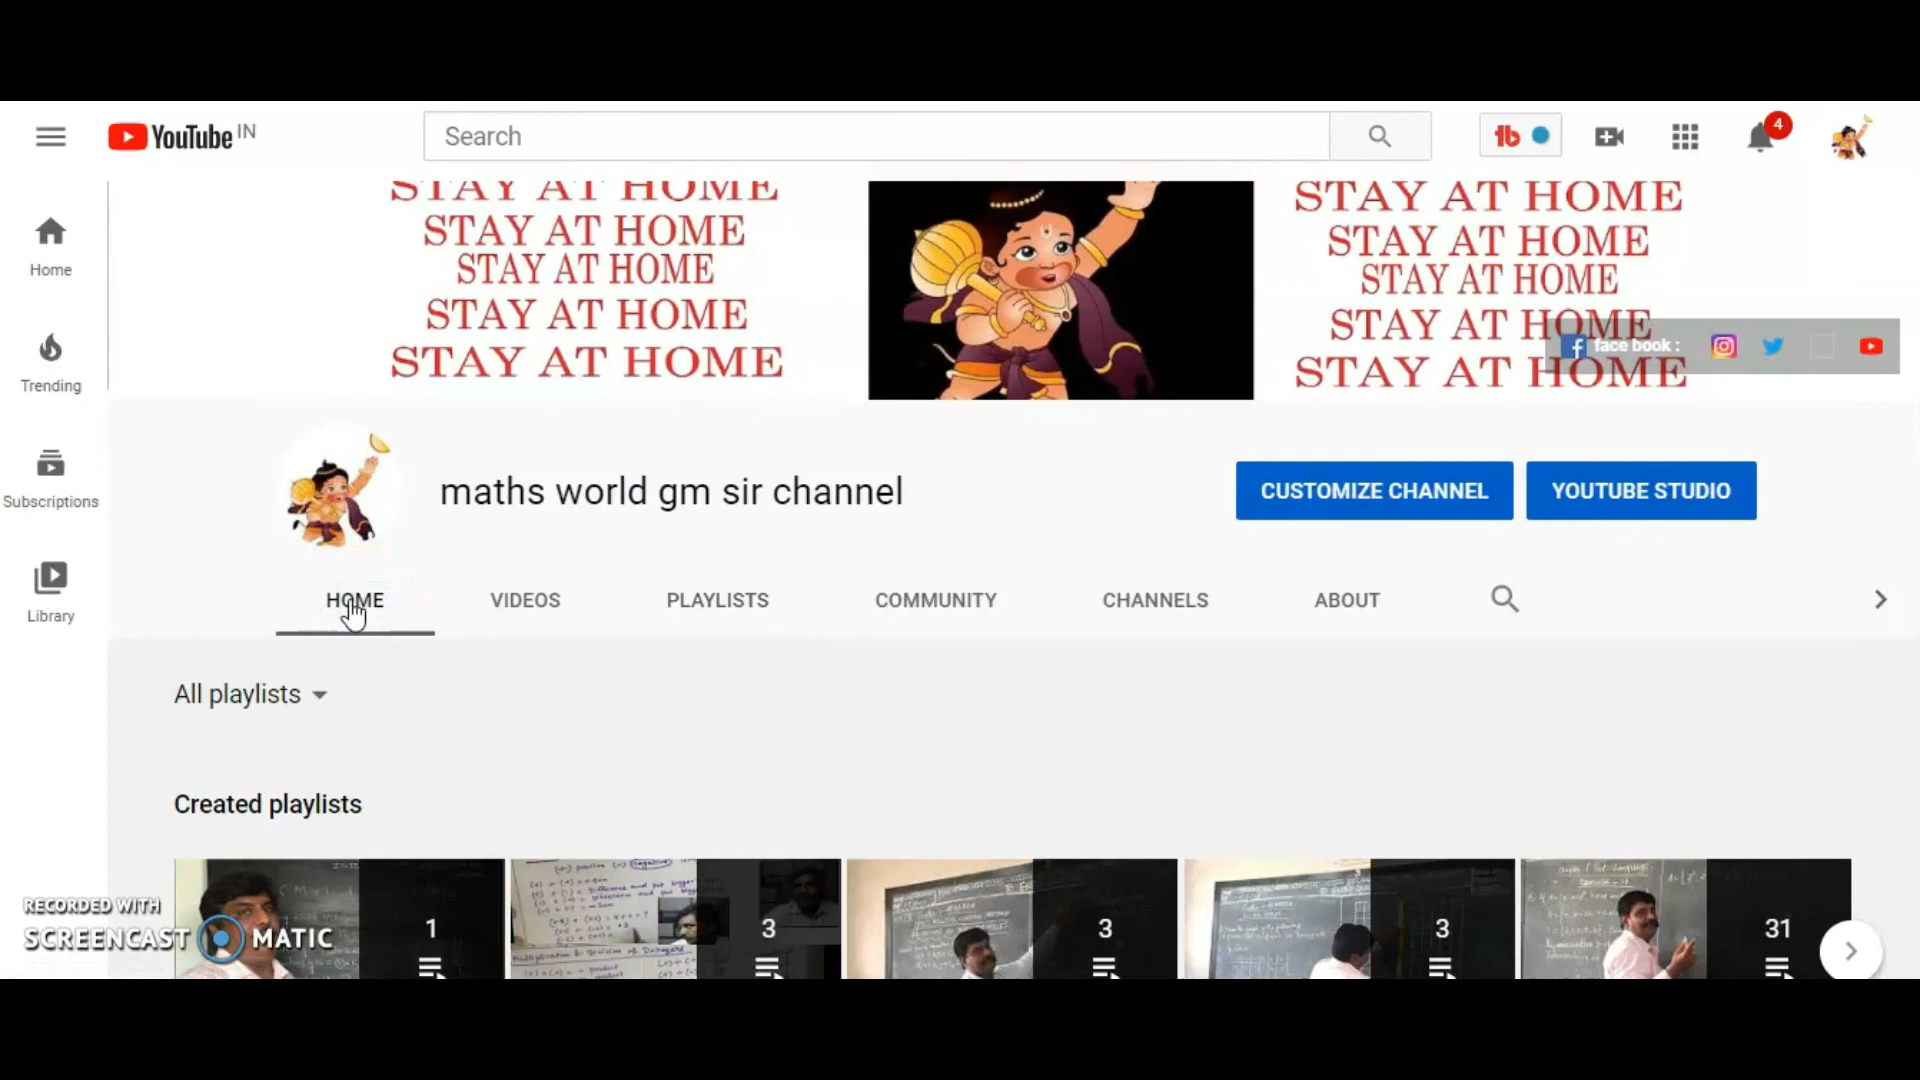 YouTube IN
Search
4
STAY AT HOME
STAY AT HOME
STAY AT HOME
STAY AT HOME
STAY AT HOME
STAY AT HOME
STAY AT HOME
STAY AT HOME
STAY AT HOME
STAY AT HOME
face book :
Home
Trending
Subscriptions
Library
maths world gm sir channel
CUSTOMIZE CHANNEL
YOUTUBE STUDIO
HOME
VIDEOS
PLAYLISTS
COMMUNITY
CHANNELS
ABOUT
All playlists
Created playlists
1
3
3
3
31
RECORDED WITH
SCREENCAST MATIC